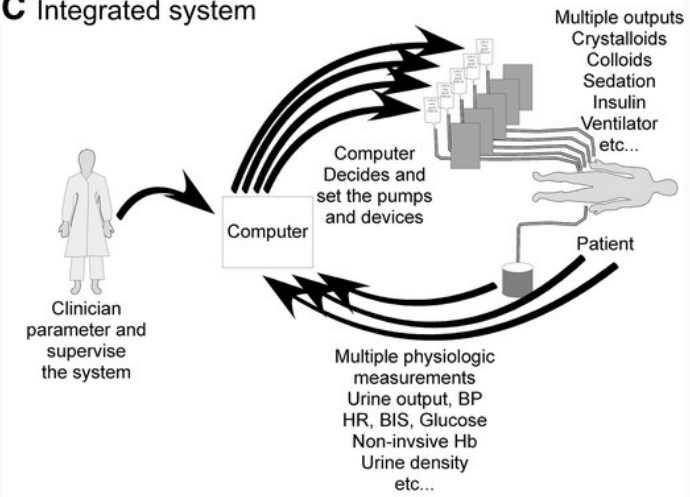 C Integrated system
Multiple outputs
Crystalloids
Colloids
Sedation
Insulin
Ventilator
etc...
Computer
Decides and
set the pumps
and devices
Computer
Patient
Clinician
parameter and
supervise
the system
Multiple physiologic
measurements
Urine output, BP
HR, BIS, Glucose
Non-invsive Hb
Urine density
etc...